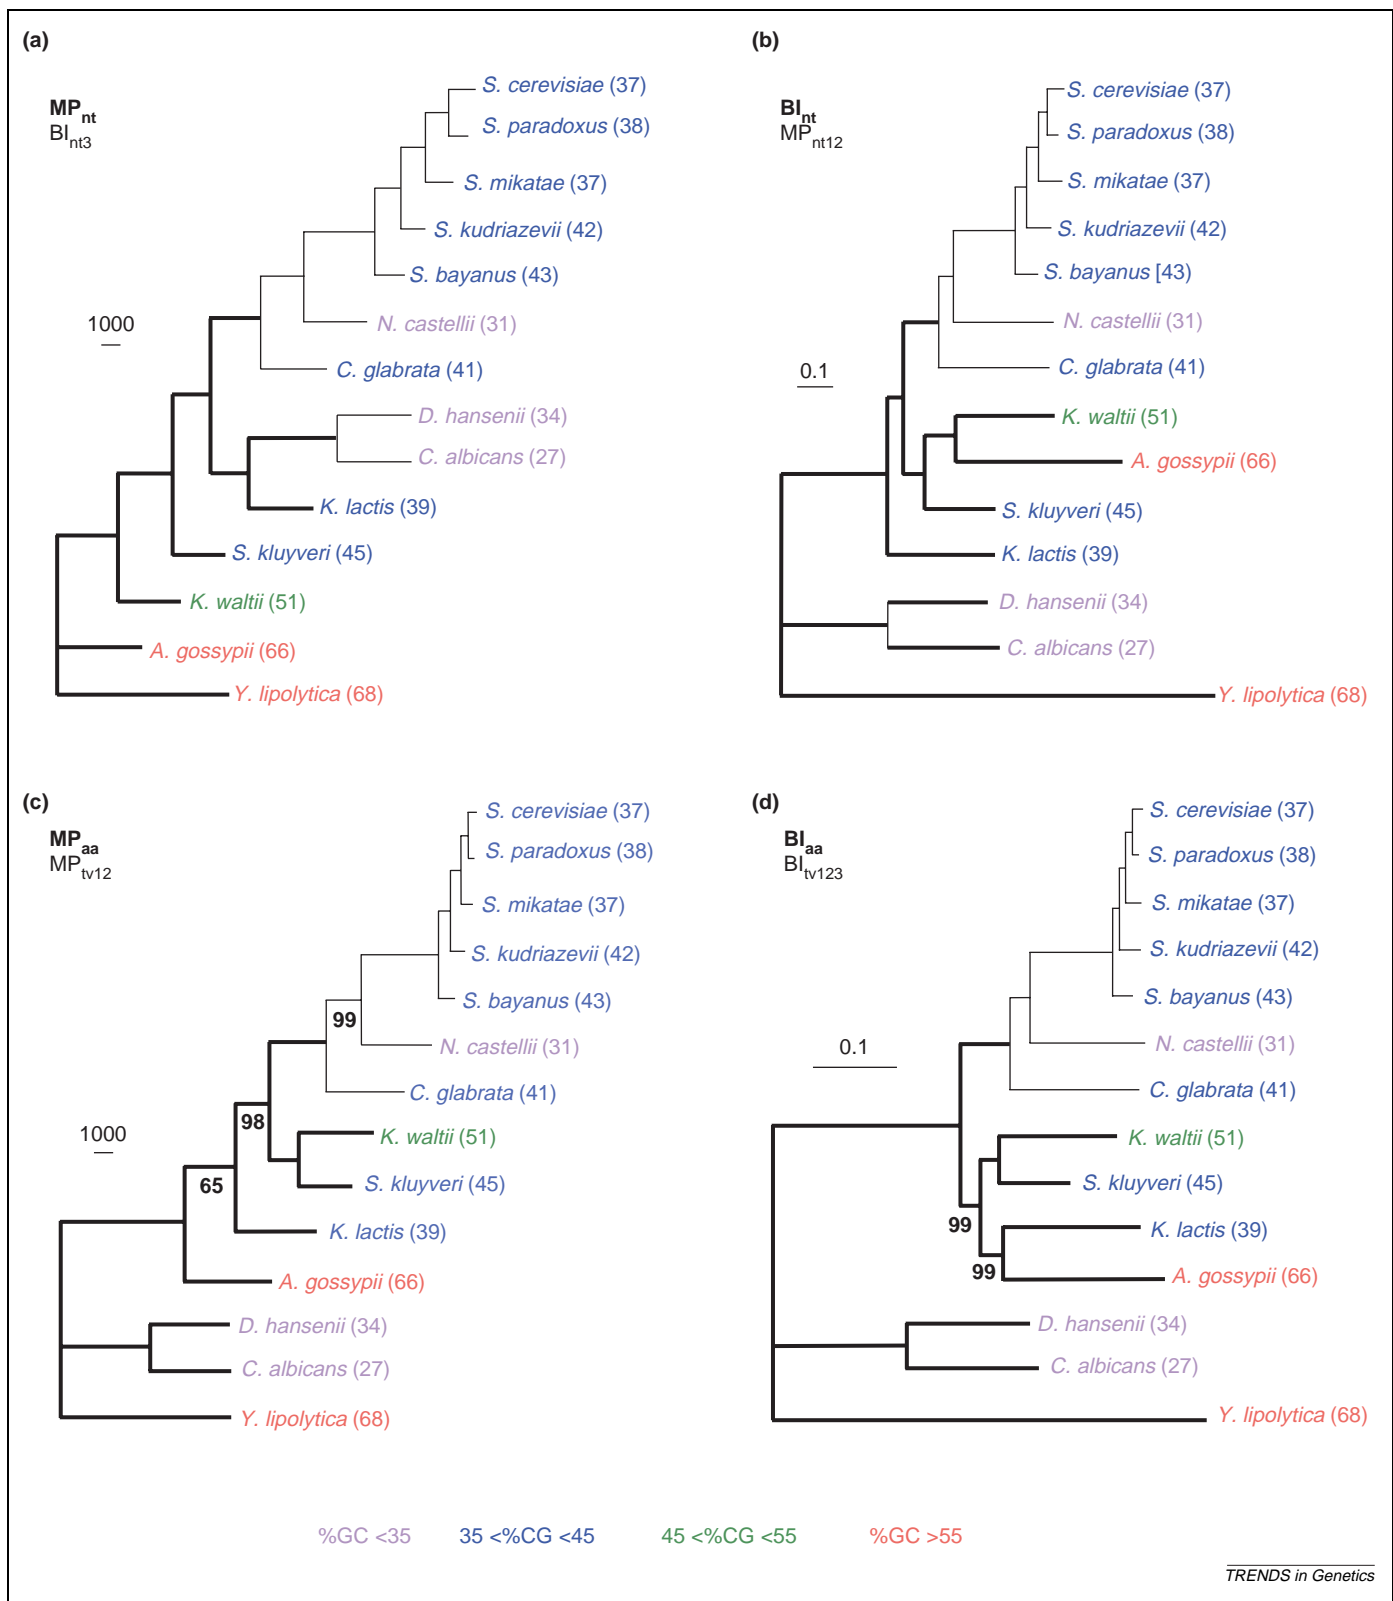 (a)
MPnt
BInt3
S. cerevisiae (37)
S. paradoxus (38)
S. mikatae (37)
S. kudriazevii (42)
S. bayanus (43)
1000
N. castellii (31)
C. glabrata (41)
D. hansenii (34)
C. albicans (27)
K. lactis (39)
S. kluyveri (45)
K. waltii (51)
A. gossypii (66)
Y. lipolytica (68)
(b)
BInt
MPnt12
S. cerevisiae (37)
S. paradoxus (38)
S. mikatae (37)
S. kudriazevii (42)
S. bayanus [43)
N. castellii (31)
0.1
C. glabrata (41)
K. waltii (51)
A. gossypii (66)
S. kluyveri (45)
K. lactis (39)
D. hansenii (34)
C. albicans (27)
Y. lipolytica (68)
(c)
MPaa
MPtv12
S. cerevisiae (37)
S. paradoxus (38)
S. mikatae (37)
S. kudriazevii (42)
S. bayanus (43)
99
N. castellii (31)
C. glabrata (41)
98
1000
K. waltii (51)
65
S. kluyveri (45)
K. lactis (39)
A. gossypii (66)
D. hansenii (34)
C. albicans (27)
Y. lipolytica (68)
(d)
BIaa
BItv123
S. cerevisiae (37)
S. paradoxus (38)
S. mikatae (37)
S. kudriazevii (42)
S. bayanus (43)
0.1
N. castellii (31)
C. glabrata (41)
K. waltii (51)
S. kluyveri (45)
99
K. lactis (39)
99
A. gossypii (66)
D. hansenii (34)
C. albicans (27)
Y. lipolytica (68)
%GC <35 35 <%CG <45 45 <%CG <55 %GC >55
TRENDS in Genetics